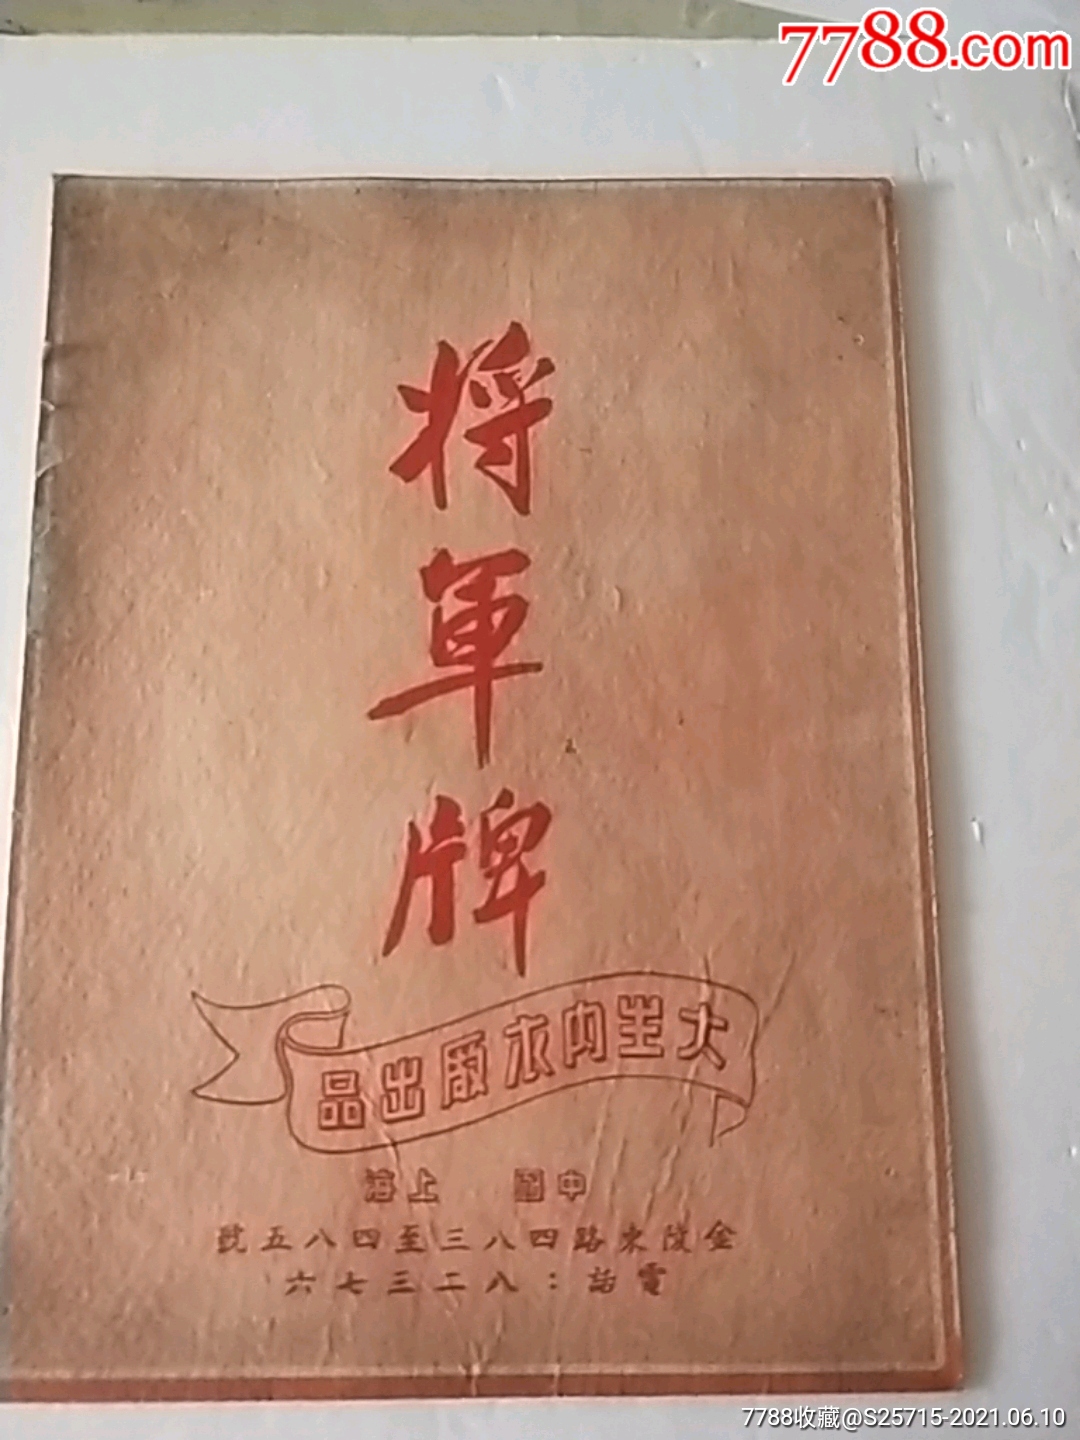 7788.com
将軍牌
大生內衣廠出品
中國 上海
金陵東路四八三至四八五號
電話：八二三七六
7788收藏@S25715-2021.06.10